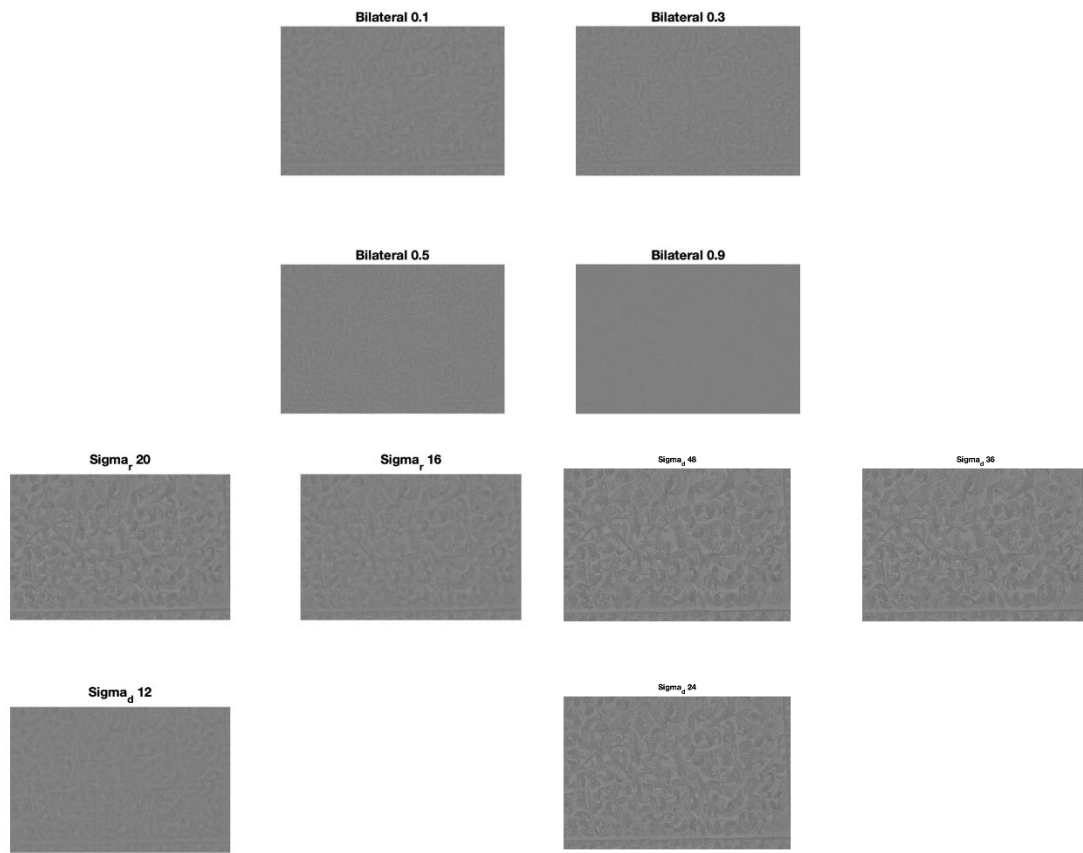 Bilateral 0.1
Bilateral 0.3
Bilateral 0.5
Bilateral 0.9
Sigma_r 20
Sigma_r 16
Sigma_d 48
Sigma_d 36
Sigma_d 12
Sigma_d 24